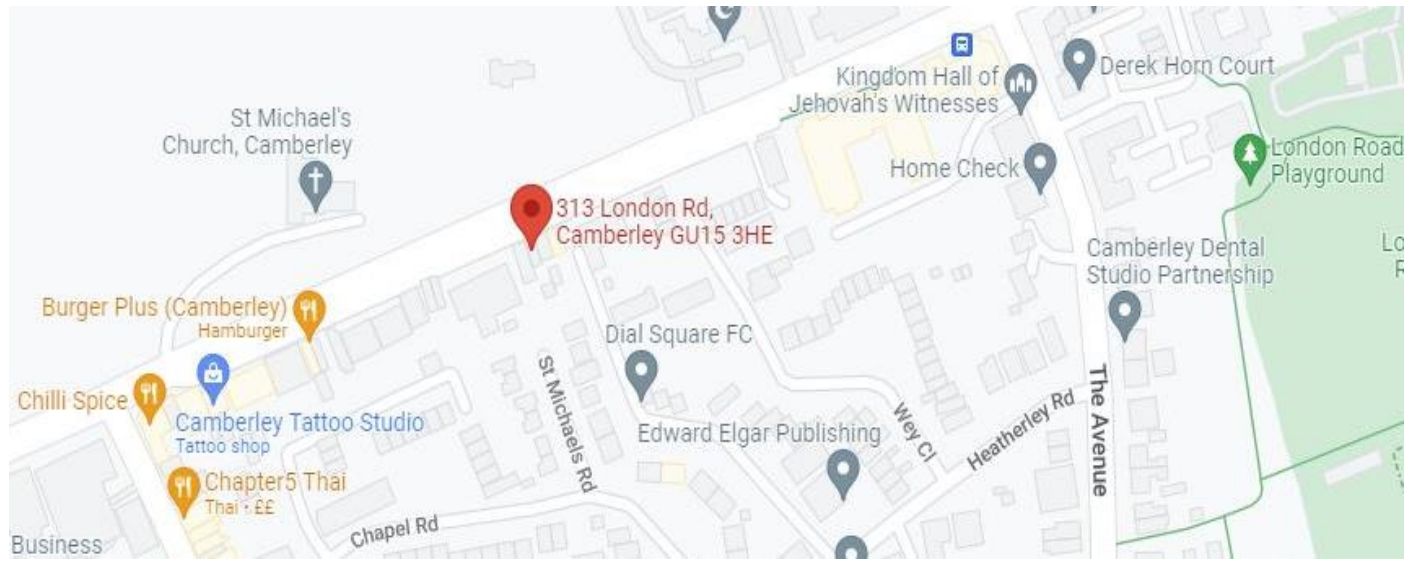 Kingdom Hall of
Jehovah's Witnesses
Derek Horn Court
St Michael's
Church, Camberley
London Road
Playground
Home Check
313 London Rd,
Camberley GU15 3HE
Camberley Dental
Studio Partnership
Lo
R
Burger Plus (Camberley)
Hamburger
Dial Square FC
St Michaels Rd
Chilli Spice
Camberley Tattoo Studio
Tattoo shop
The Avenue
Wey Cl
Heatherley Rd
Edward Elgar Publishing
Chapter5 Thai
Thai · ££
Chapel Rd
Business